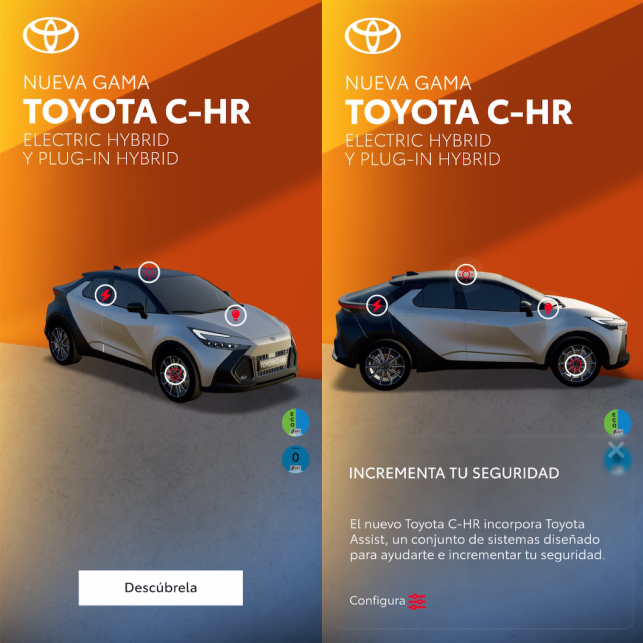 NUEVA GAMA
TOYOTA C-HR
ELECTRIC HYBRID
Y PLUG-IN HYBRID
ECO
0
Descúbrela
NUEVA GAMA
TOYOTA C-HR
ELECTRIC HYBRID
Y PLUG-IN HYBRID
ECO
INCREMENTA TU SEGURIDAD
El nuevo Toyota C-HR incorpora Toyota
Assist, un conjunto de sistemas diseñado
para ayudarte e incrementar tu seguridad.
Configura